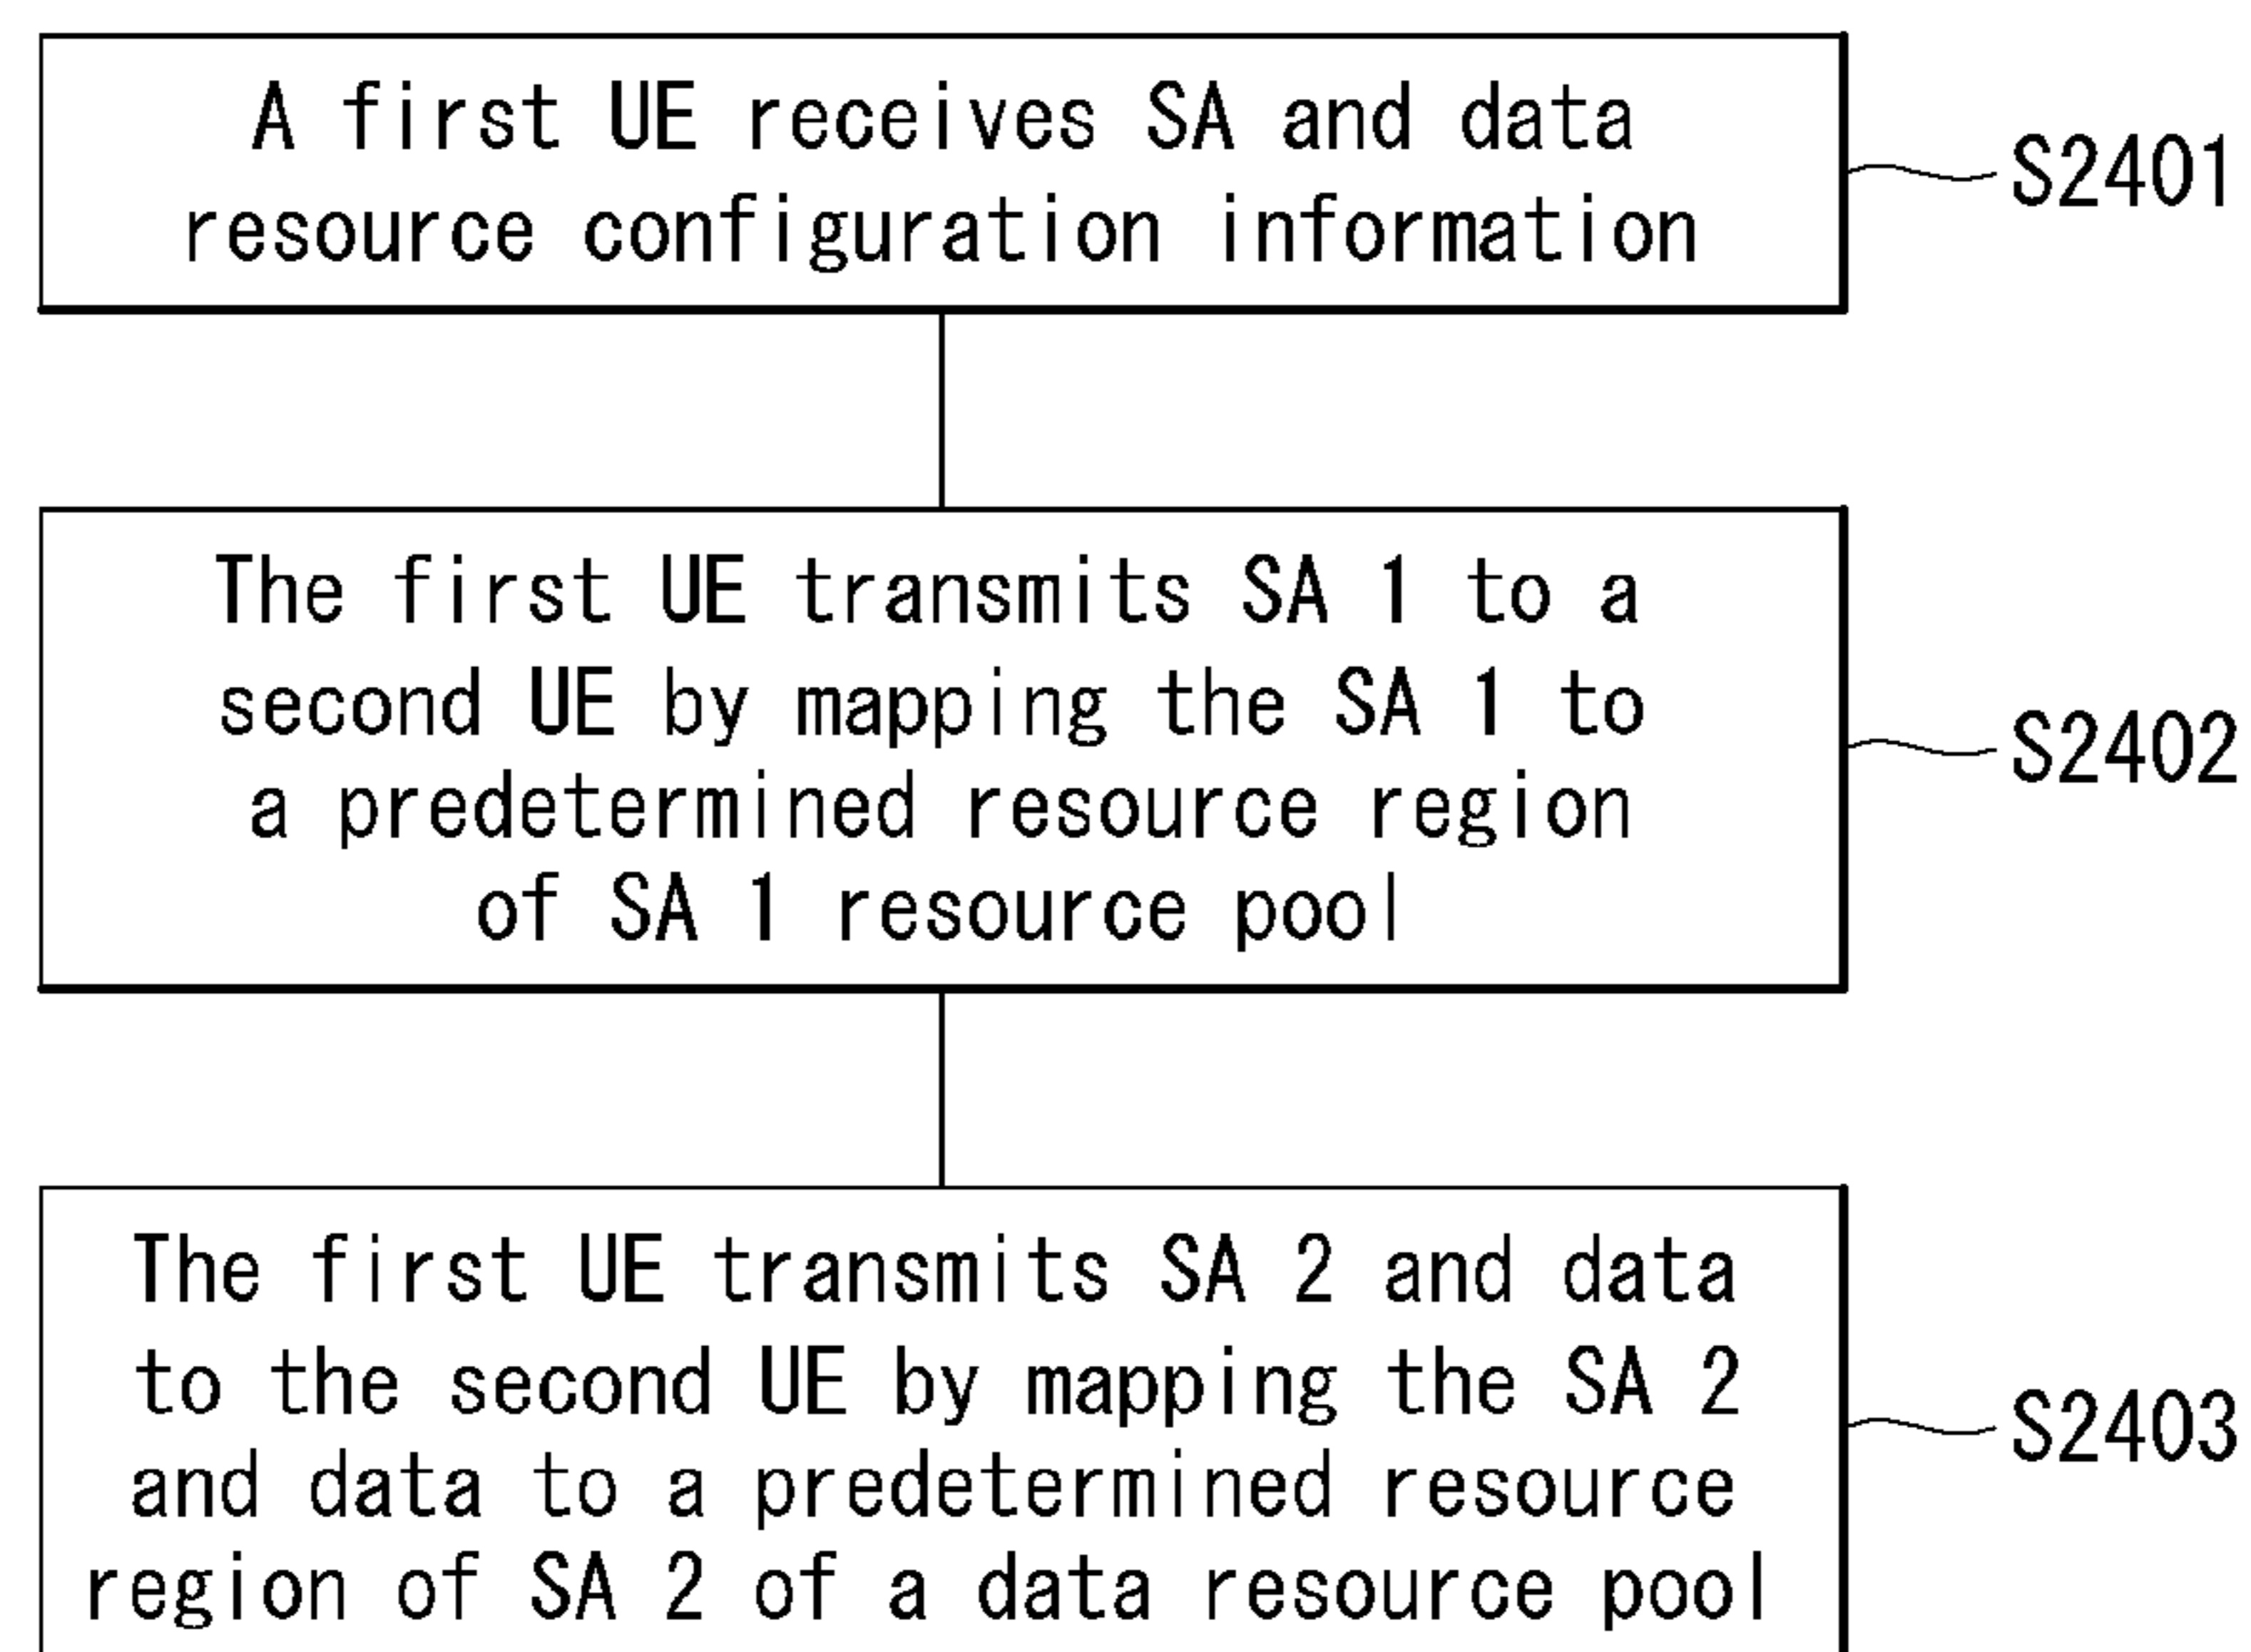 A first UE receives SA and data
resource configuration information
S2401
The first UE transmits SA 1 to a
second UE by mapping the SA 1 to
a predetermined resource region
of SA 1 resource pool
S2402
The first UE transmits SA 2 and data
to the second UE by mapping the SA 2
and data to a predetermined resource
region of SA 2 of a data resource pool
S2403